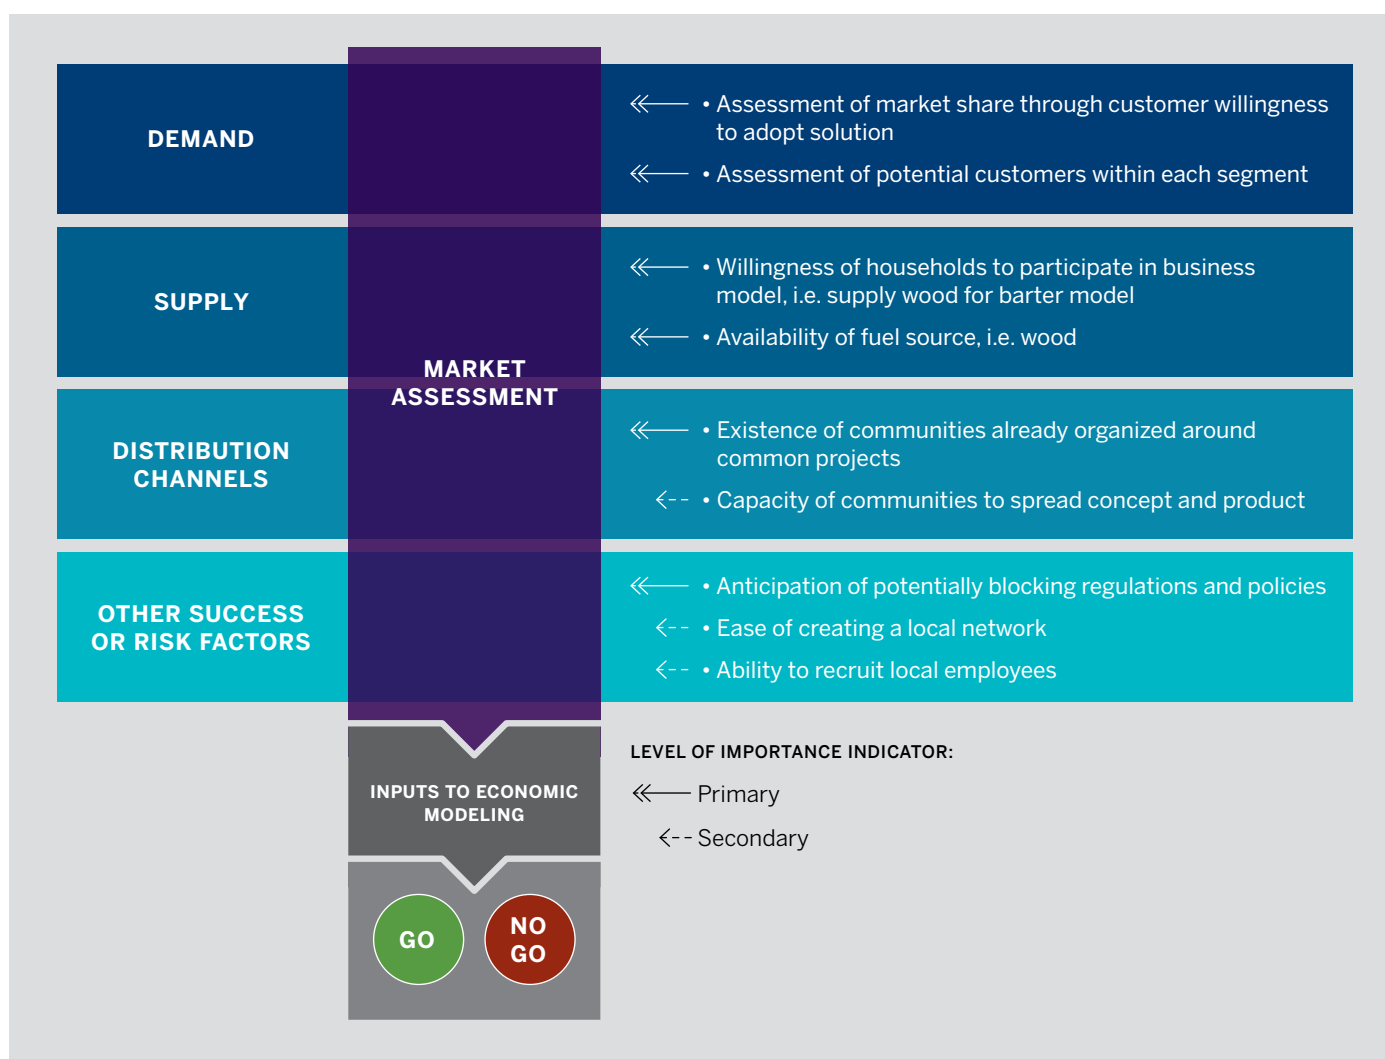 DEMAND
• Assessment of market share through customer willingness
to adopt solution
• Assessment of potential customers within each segment
SUPPLY
• Willingness of households to participate in business
model, i.e. supply wood for barter model
• Availability of fuel source, i.e. wood
MARKET
ASSESSMENT
DISTRIBUTION
CHANNELS
• Existence of communities already organized around
common projects
• Capacity of communities to spread concept and product
OTHER SUCCESS
OR RISK FACTORS
• Anticipation of potentially blocking regulations and policies
• Ease of creating a local network
• Ability to recruit local employees
INPUTS TO ECONOMIC
MODELING
LEVEL OF IMPORTANCE INDICATOR:
Primary
Secondary
GO
NO
GO